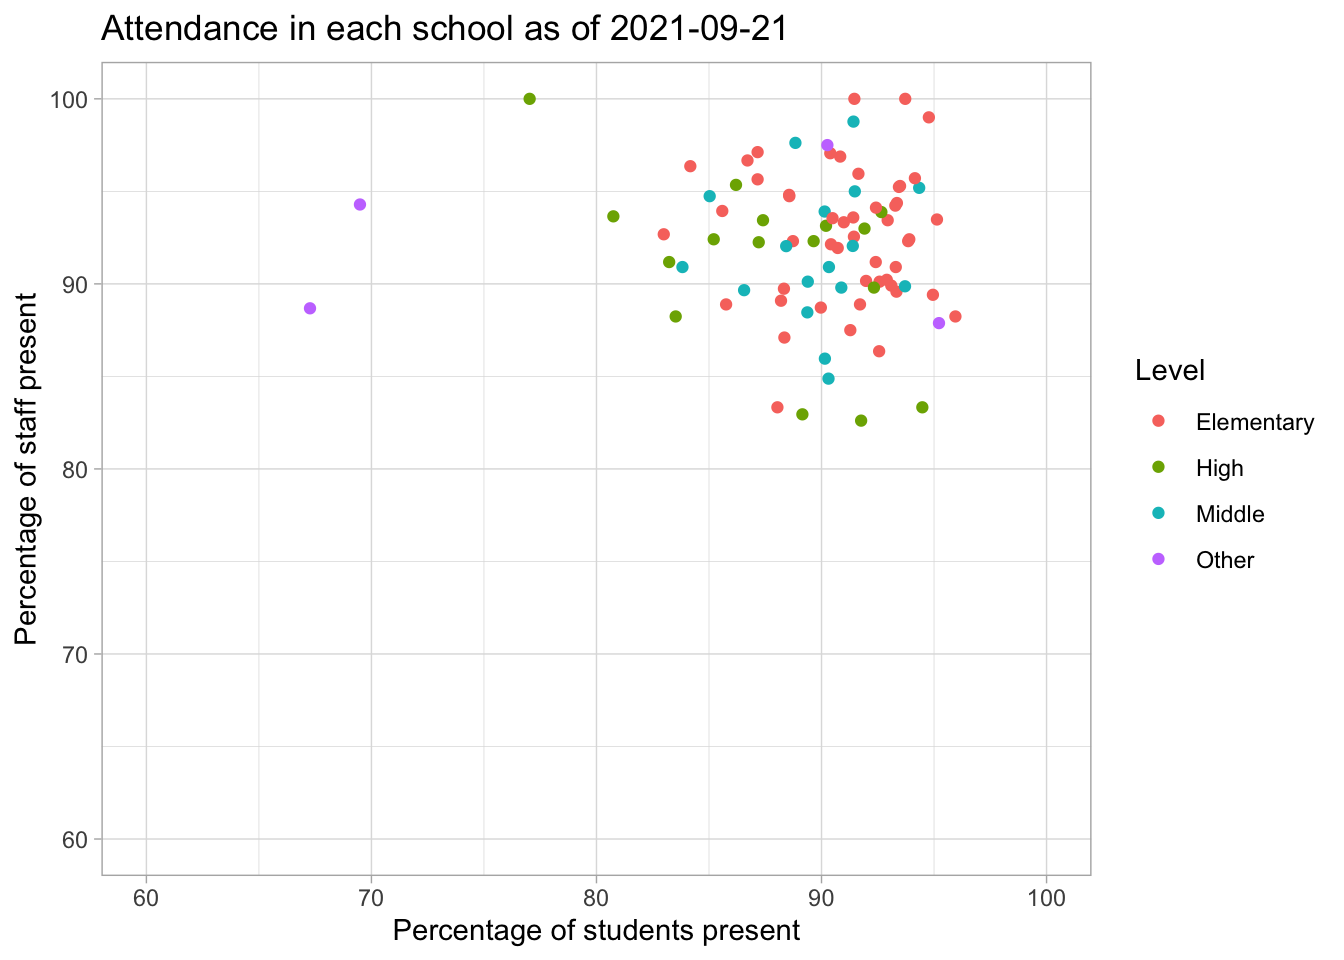 Attendance in each school as of 2021-09-21
100
90
80
70
60
Percentage of staff present
60 70 80 90 100
Percentage of students present
Level
Elementary
High
Middle
Other